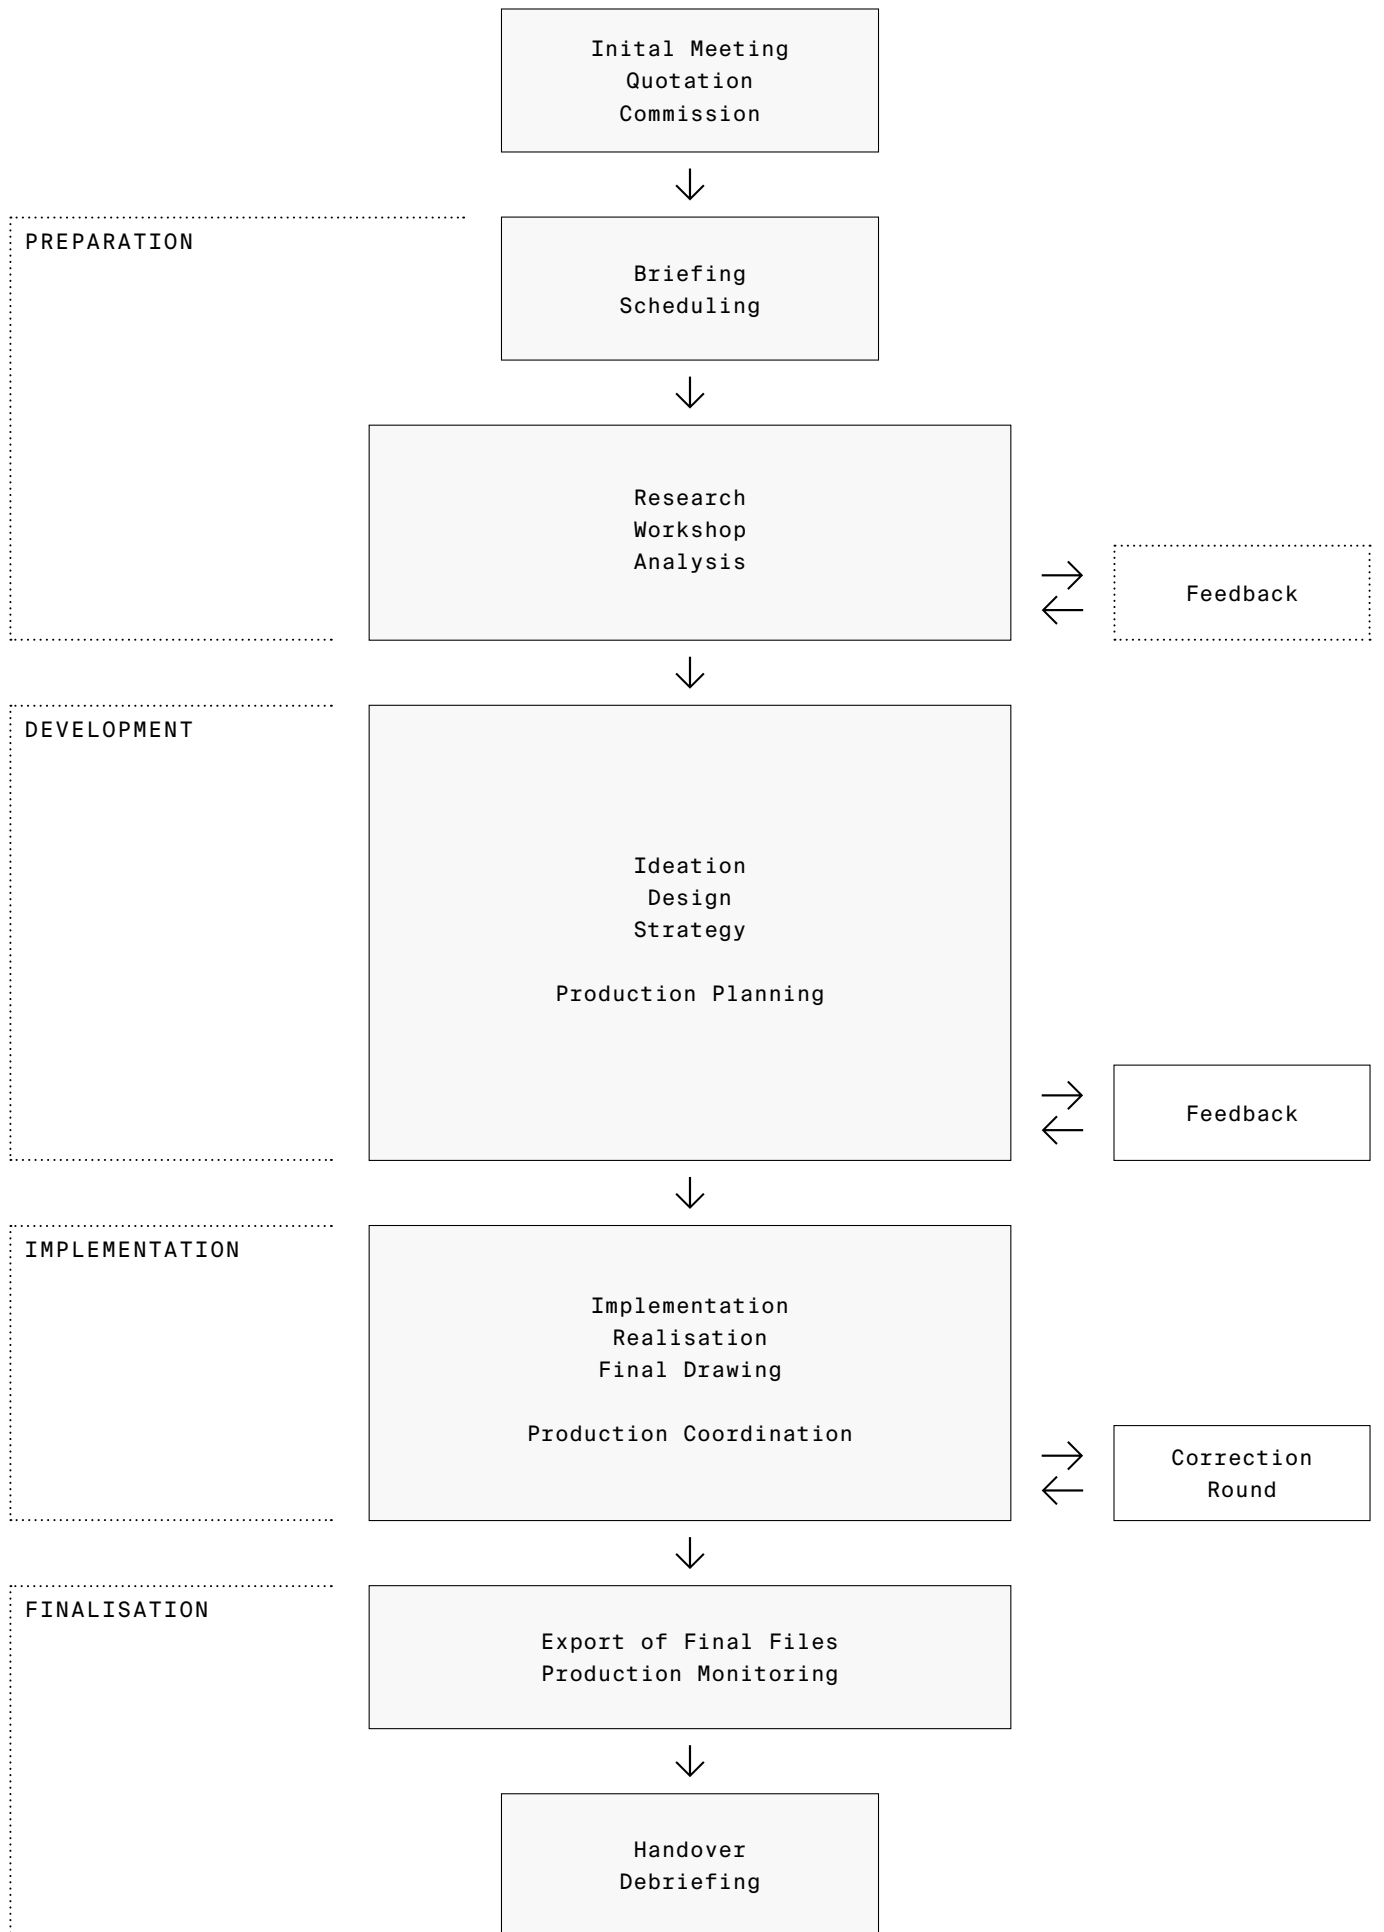 Inital Meeting
Quotation
Commission
PREPARATION
Briefing
Scheduling
Research
Workshop
Analysis
Feedback
DEVELOPMENT
Ideation
Design
Strategy
Production Planning
Feedback
IMPLEMENTATION
Implementation
Realisation
Final Drawing
Production Coordination
Correction
Round
FINALISATION
Export of Final Files
Production Monitoring
Handover
Debriefing